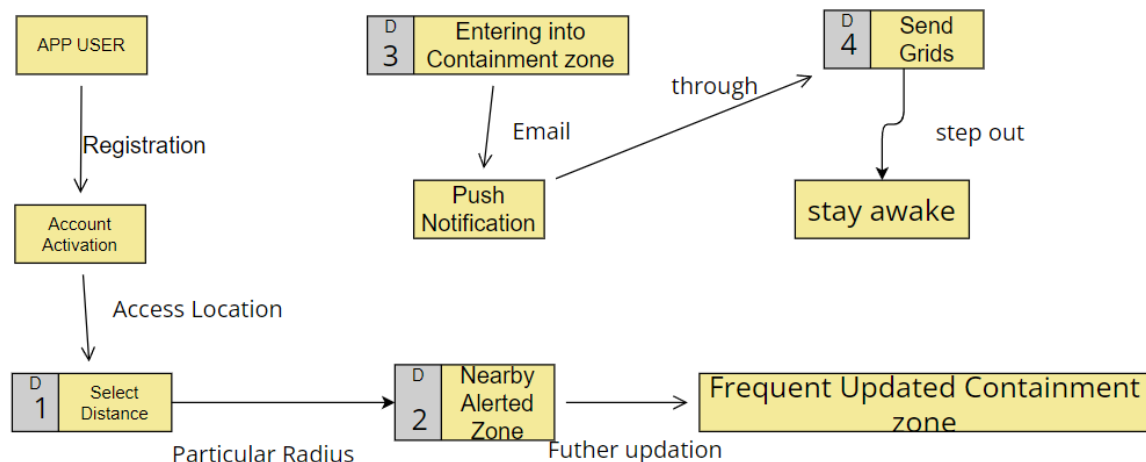 APP USER
Registration
Account
Activation
Access Location
D
1
Select
Distance
Particular Radius
D
2
Nearby
Alerted
Zone
Futher updation
Frequent Updated Containment
zone
D
3
Entering into
Containment zone
Email
Push
Notification
through
D
4
Send
Grids
step out
stay awake